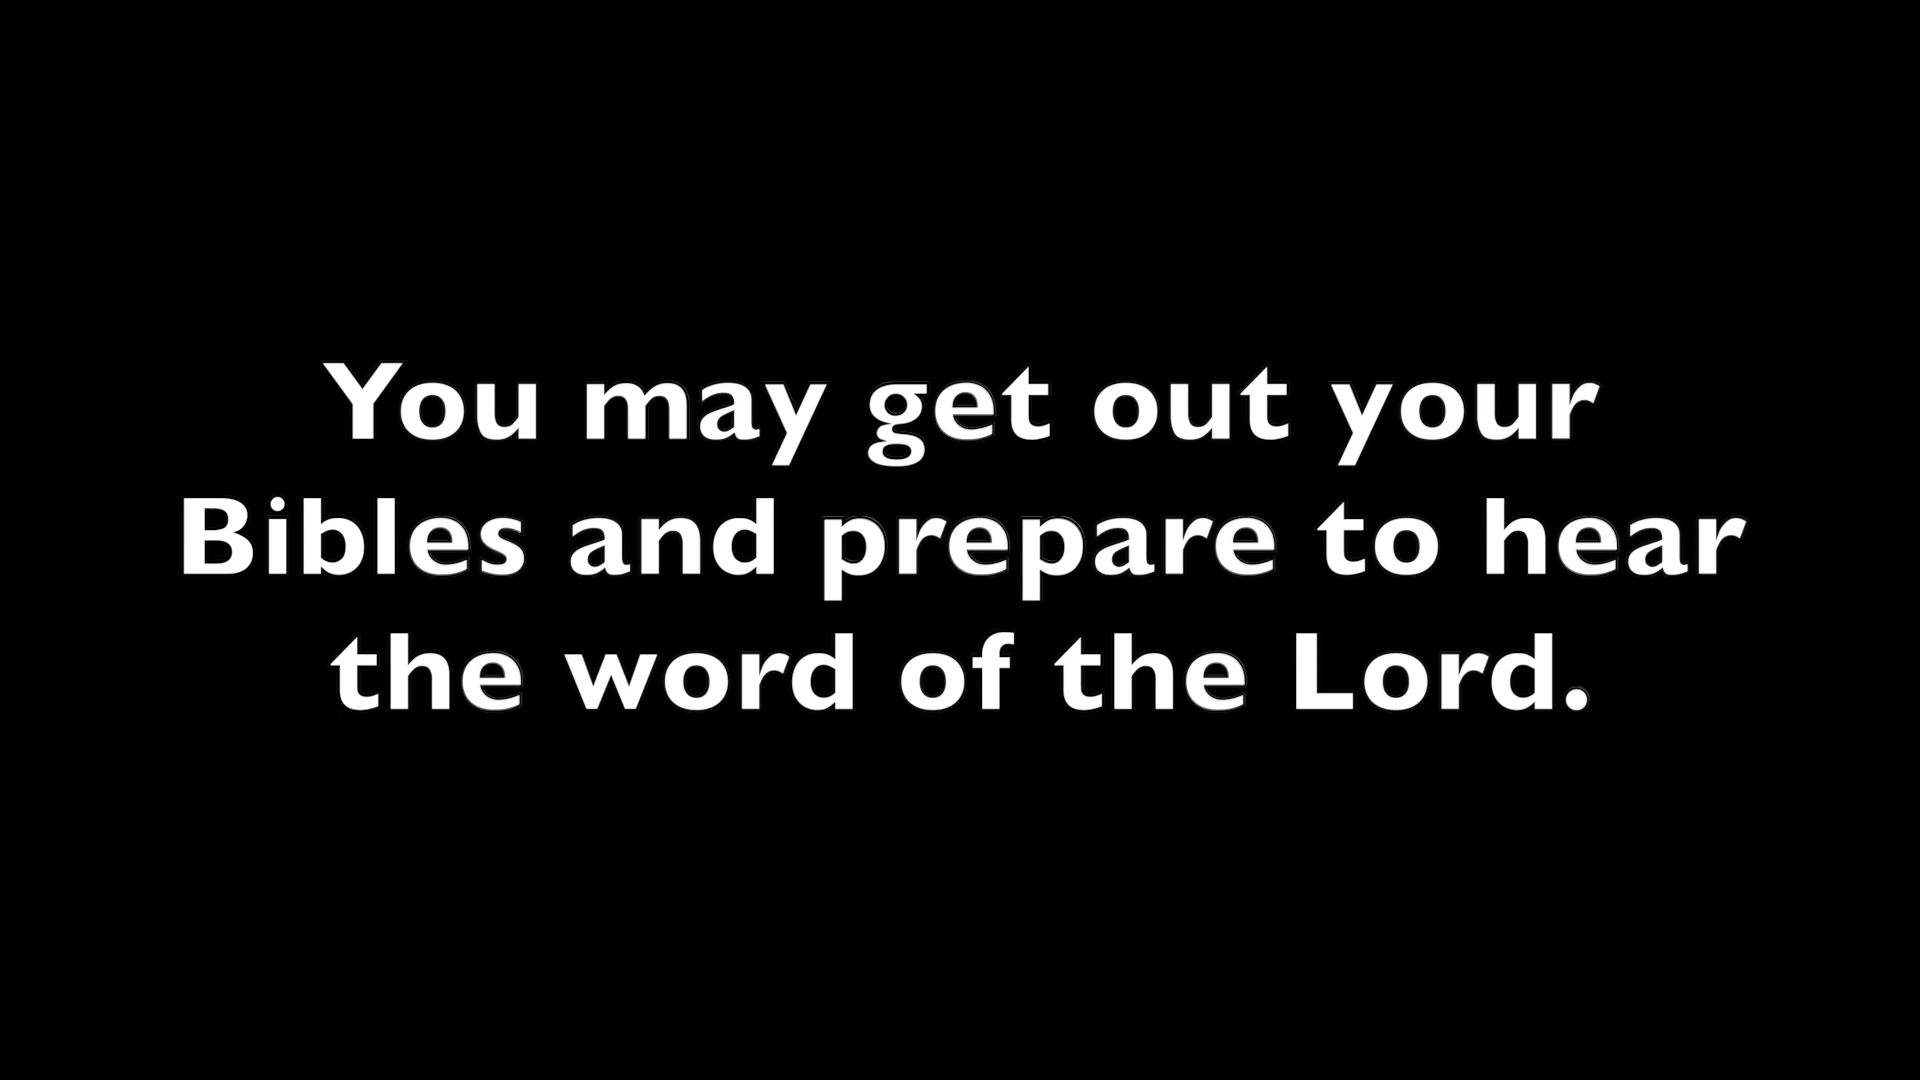 You may get out your
Bibles and prepare to hear
the word of the Lord.